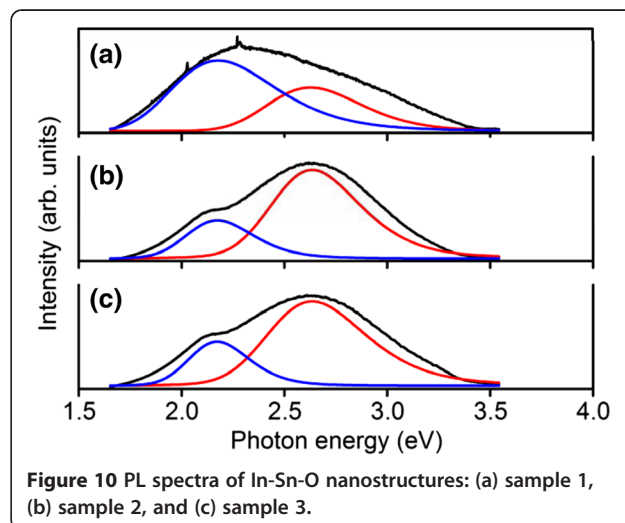 (a)
(b)
(c)
Intensity (arb. units)
1.5 2.0 2.5 3.0 3.5 4.0
Photon energy (eV)
Figure 10 PL spectra of In-Sn-O nanostructures: (a) sample 1,
(b) sample 2, and (c) sample 3.